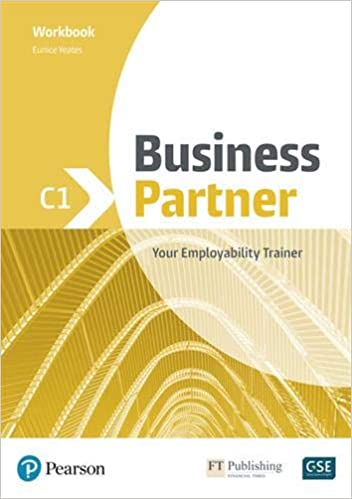 Workbook
Eunice Yeates
C1
Business
Partner
Your Employability Trainer
Pearson
FT Publishing
FINANCIAL TIMES
GSE